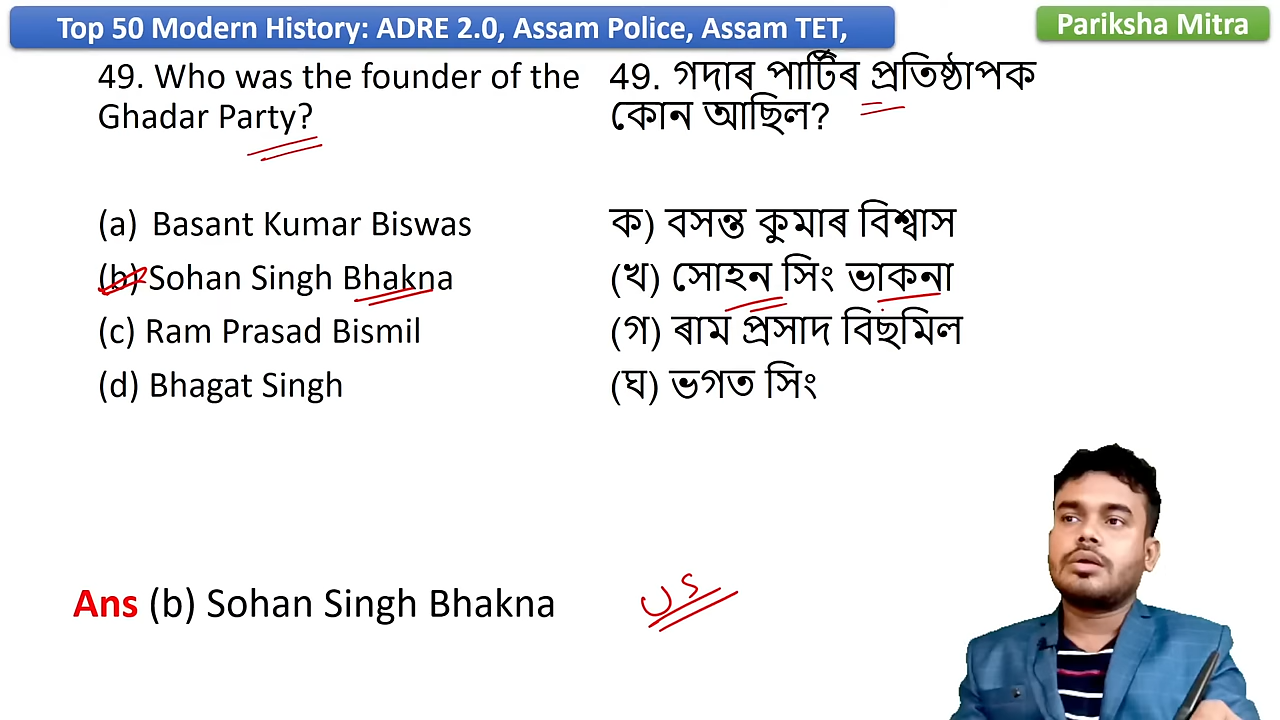 Top 50 Modern History: ADRE 2.0, Assam Police, Assam TET,
Pariksha Mitra
49. Who was the founder of the
Ghadar Party?
(a) Basant Kumar Biswas
(b) Sohan Singh Bhakna
(c) Ram Prasad Bismil
(d) Bhagat Singh
49. গদাৰ পাৰ্টিৰ প্ৰতিষ্ঠাপক
কোন আছিল?
ক) বসন্ত কুমাৰ বিশ্বাস
(খ) সোহন সিং ভাকনা
(গ) ৰাম প্ৰসাদ বিছমিল
(ঘ) ভগত সিং
Ans (b) Sohan Singh Bhakna
US